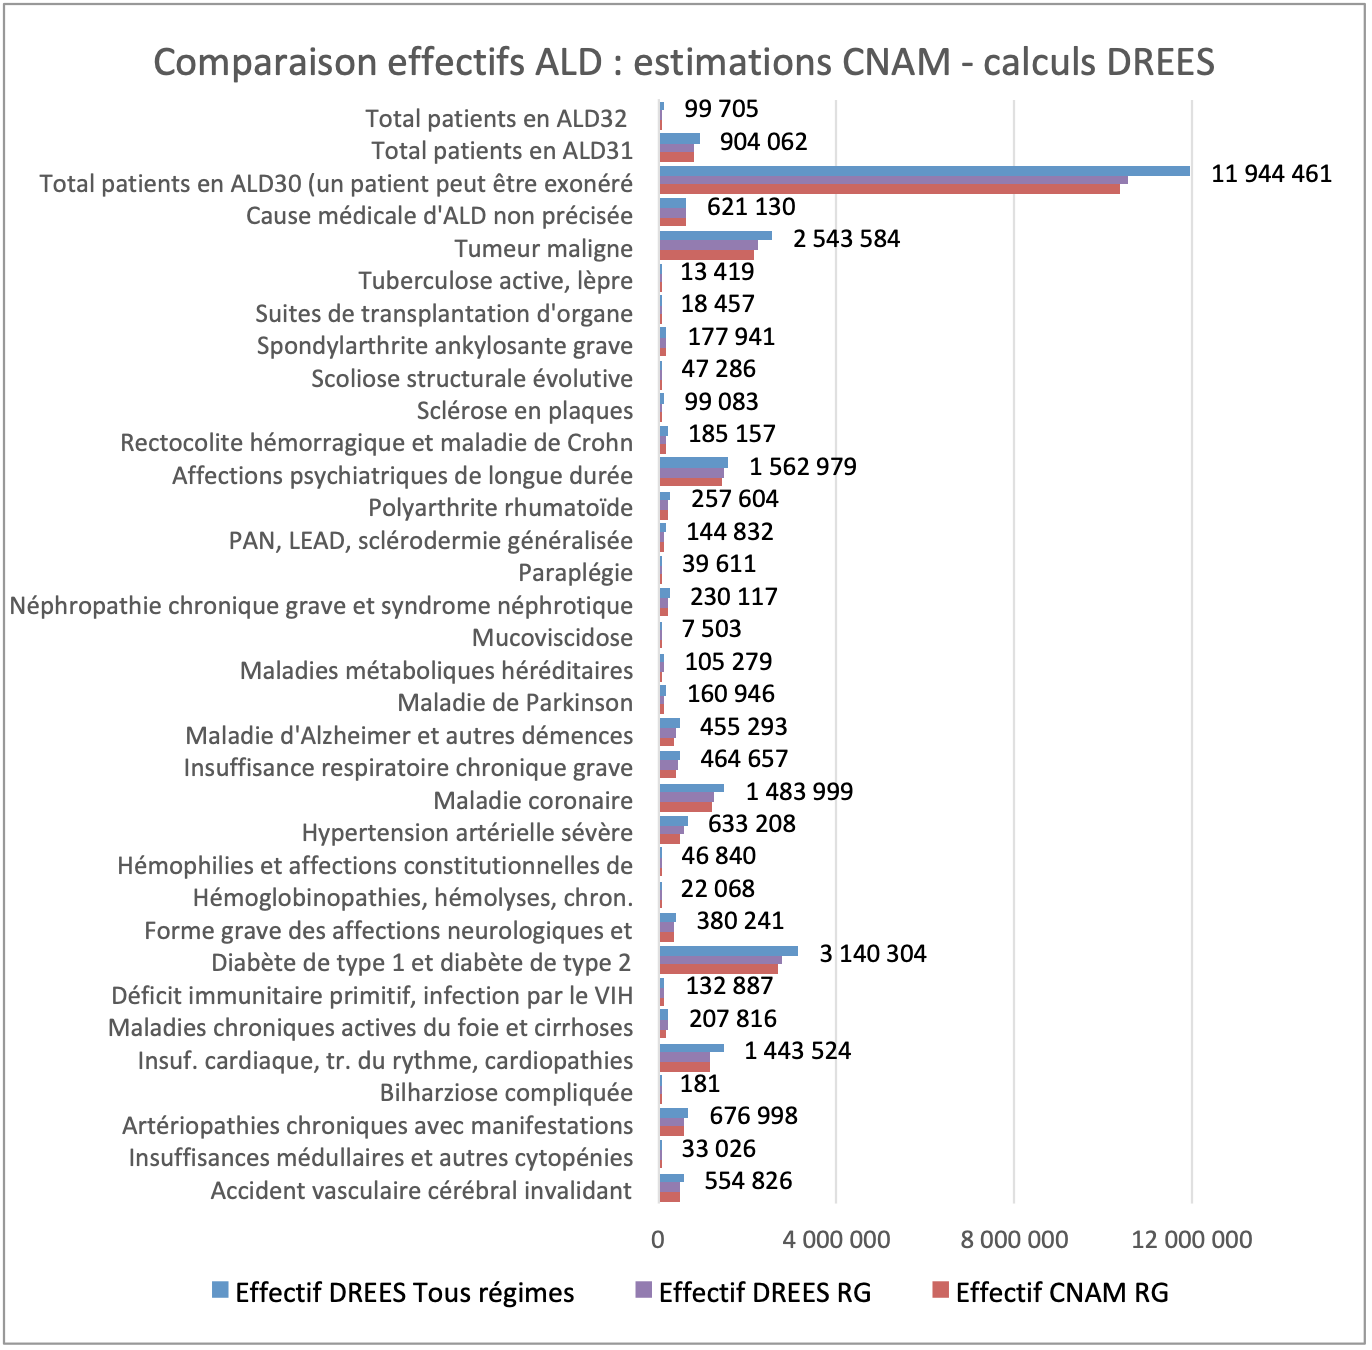 Comparaison effectifs ALD : estimations CNAM - calculs DREES
Total patients en ALD32 99 705
Total patients en ALD31 904 062
Total patients en ALD30 (un patient peut être exonéré 11 944 461
Cause médicale d'ALD non précisée 621 130
Tumeur maligne 2 543 584
Tuberculose active, lèpre 13 419
Suites de transplantation d'organe 18 457
Spondylarthrite ankylosante grave 177 941
Scoliose structurale évolutive 47 286
Sclérose en plaques 99 083
Rectocolite hémorragique et maladie de Crohn 185 157
Affections psychiatriques de longue durée 1 562 979
Polyarthrite rhumatoïde 257 604
PAN, LEAD, sclérodermie généralisée 144 832
Paraplégie 39 611
Néphropathie chronique grave et syndrome néphrotique 230 117
Mucoviscidose 7 503
Maladies métaboliques héréditaires 105 279
Maladie de Parkinson 160 946
Maladie d'Alzheimer et autres démences 455 293
Insuffisance respiratoire chronique grave 464 657
Maladie coronaire 1 483 999
Hypertension artérielle sévère 633 208
Hémophilies et affections constitutionnelles de 46 840
Hémoglobinopathies, hémolyses, chron. 22 068
Forme grave des affections neurologiques et 380 241
Diabète de type 1 et diabète de type 2 3 140 304
Déficit immunitaire primitif, infection par le VIH 132 887
Maladies chroniques actives du foie et cirrhoses 207 816
Insuf. cardiaque, tr. du rythme, cardiopathies 1 443 524
Bilharziose compliquée 181
Artériopathies chroniques avec manifestations 676 998
Insuffisances médullaires et autres cytopénies 33 026
Accident vasculaire cérébral invalidant 554 826
0 4 000 000 8 000 000 12 000 000
Effectif DREES Tous régimes Effectif DREES RG Effectif CNAM RG